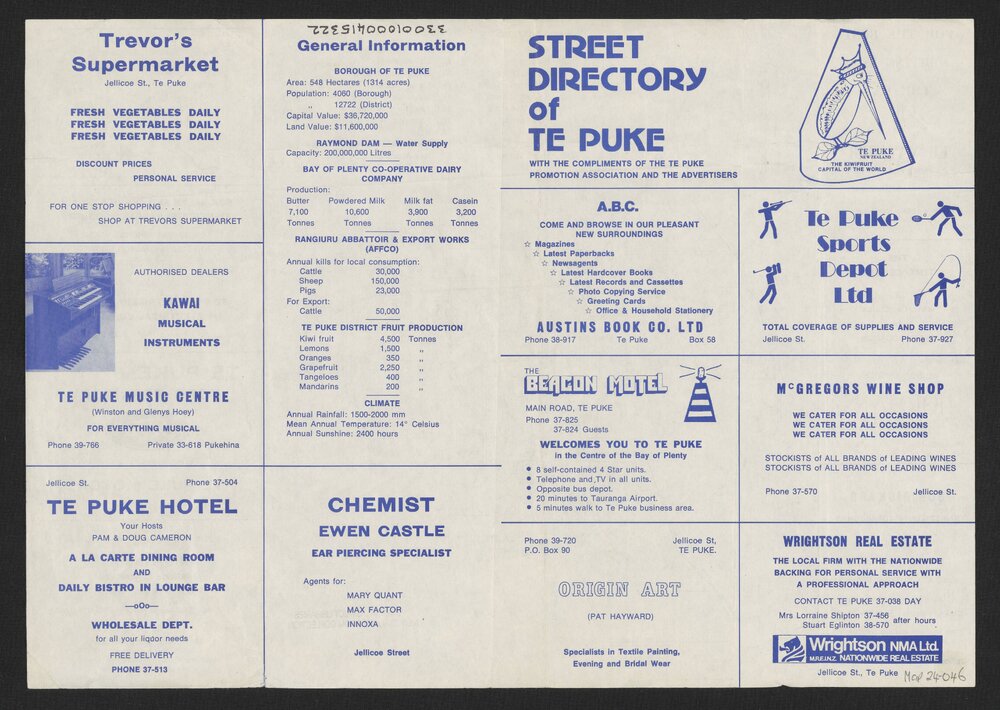 Trevor's
Supermarket
Jellicoe St., Te Puke
FRESH VEGETABLES DAILY
FRESH VEGETABLES DAILY
FRESH VEGETABLES DAILY
DISCOUNT PRICES
PERSONAL SERVICE
FOR ONE STOP SHOPPING . . .
SHOP AT TREVORS SUPERMARKET
AUTHORISED DEALERS
KAWAI
MUSICAL
INSTRUMENTS
TE PUKE MUSIC CENTRE
(Winston and Glenys Hoey)
FOR EVERYTHING MUSICAL
Phone 39-766 Private 33-618 Pukehina
Jellicoe St. Phone 37-504
TE PUKE HOTEL
Your Hosts
PAM & DOUG CAMERON
A LA CARTE DINING ROOM
AND
DAILY BISTRO IN LOUNGE BAR
—oOo—
WHOLESALE DEPT.
for all your liqdor needs
FREE DELIVERY
PHONE 37-513
33001000415322
General Information
BOROUGH OF TE PUKE
Area: 548 Hectares (1314 acres)
Population: 4060 (Borough)
„ 12722 (District)
Capital Value: $36,720,000
Land Value: $11,600,000
RAYMOND DAM — Water Supply
Capacity: 200,000,000 Litres
BAY OF PLENTY CO-OPERATIVE DAIRY
COMPANY
Production:
Butter Powdered Milk Milk fat Casein
7,100 10,600 3,900 3,200
Tonnes Tonnes Tonnes Tonnes
RANGIURU ABBATTOIR & EXPORT WORKS
(AFFCO)
Annual kills for local consumption:
Cattle 30,000
Sheep 150,000
Pigs 23,000
For Export:
Cattle 50,000
TE PUKE DISTRICT FRUIT PRODUCTION
Kiwi fruit 4,500 Tonnes
Lemons 1,500 „
Oranges 350 „
Grapefruit 2,250 „
Tangeloes 400 „
Mandarins 200 „
CLIMATE
Annual Rainfall: 1500-2000 mm
Mean Annual Temperature: 14° Celsius
Annual Sunshine: 2400 hours
CHEMIST
EWEN CASTLE
EAR PIERCING SPECIALIST
Agents for:
MARY QUANT
MAX FACTOR
INNOXA
Jellicoe Street
STREET
DIRECTORY
of
TE PUKE
WITH THE COMPLIMENTS OF THE TE PUKE
PROMOTION ASSOCIATION AND THE ADVERTISERS
TE PUKE
NEW ZEALAND
THE KIWIFRUIT
CAPITAL OF THE WORLD
A.B.C.
COME AND BROWSE IN OUR PLEASANT
NEW SURROUNDINGS
☆ Magazines
☆ Latest Paperbacks
☆ Newsagents
☆ Latest Hardcover Books
☆ Latest Records and Cassettes
☆ Photo Copying Service
☆ Greeting Cards
☆ Office & Household Stationery
AUSTINS BOOK CO. LTD
Phone 38-917 Te Puke Box 58
Te Puke
Sports
Depot
Ltd
TOTAL COVERAGE OF SUPPLIES AND SERVICE
Jellicoe St. Phone 37-927
THE
BEACON MOTEL
MAIN ROAD, TE PUKE
Phone 37-825
37-824 Guests
WELCOMES YOU TO TE PUKE
in the Centre of the Bay of Plenty
• 8 self-contained 4 Star units.
• Telephone and TV in all units.
• Opposite bus depot.
• 20 minutes to Tauranga Airport.
• 5 minutes walk to Te Puke business area.
McGREGORS WINE SHOP
WE CATER FOR ALL OCCASIONS
WE CATER FOR ALL OCCASIONS
WE CATER FOR ALL OCCASIONS
STOCKISTS of ALL BRANDS of LEADING WINES
STOCKISTS of ALL BRANDS of LEADING WINES
Phone 37-570 Jellicoe St.
Phone 39-720 Jellicoe St,
P.O. Box 90 TE PUKE.
ORIGIN ART
(PAT HAYWARD)
Specialists in Textile Painting,
Evening and Bridal Wear
WRIGHTSON REAL ESTATE
THE LOCAL FIRM WITH THE NATIONWIDE
BACKING FOR PERSONAL SERVICE WITH
A PROFESSIONAL APPROACH
CONTACT TE PUKE 37-038 DAY
Mrs Lorraine Shipton 37-456
Stuart Eglinton 38-570 after hours
Wrightson NMA Ltd.
M.R.E.I.N.Z. NATIONWIDE REAL ESTATE
Jellicoe St., Te Puke
Map 24-046